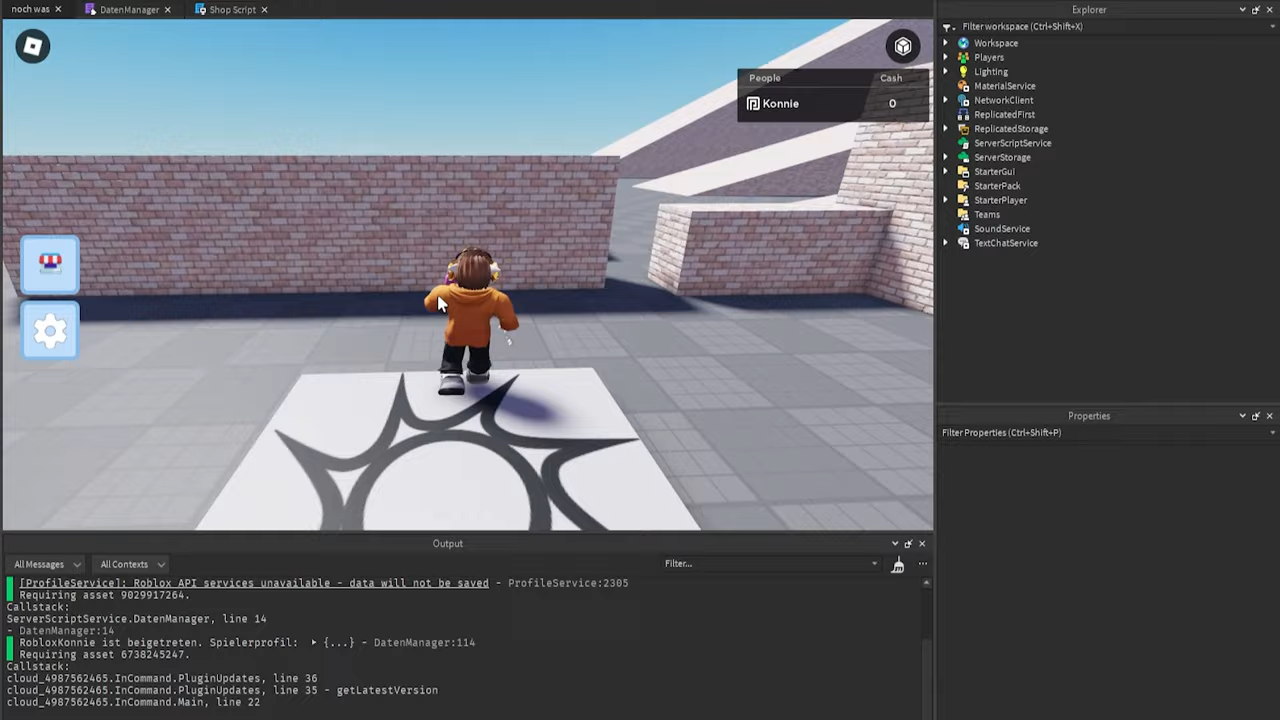 noch was
DatenManager
Shop Script
Explorer
Filter workspace (Ctrl+Shift+X)
Workspace
Players
Lighting
MaterialService
NetworkClient
ReplicatedFirst
ReplicatedStorage
ServerScriptService
ServerStorage
StarterGui
StarterPack
StarterPlayer
Teams
SoundService
TextChatService
People Cash
Konnie 0
Properties
Filter Properties (Ctrl+Shift+P)
Output
All Messages
All Contexts
Filter...
[ProfileService]: Roblox API services unavailable - data will not be saved - ProfileService:2305
Requiring asset 9029917264.
Callstack:
ServerScriptService.DatenManager, line 14
- DatenManager:14
RobloxKonnie ist beigetreten. Spielerprofil: ▶ {...} - DatenManager:114
Requiring asset 6738245247.
Callstack:
cloud_4987562465.InCommand.PluginUpdates, line 36
cloud_4987562465.InCommand.PluginUpdates, line 35 - getLatestVersion
cloud_4987562465.InCommand.Main, line 22